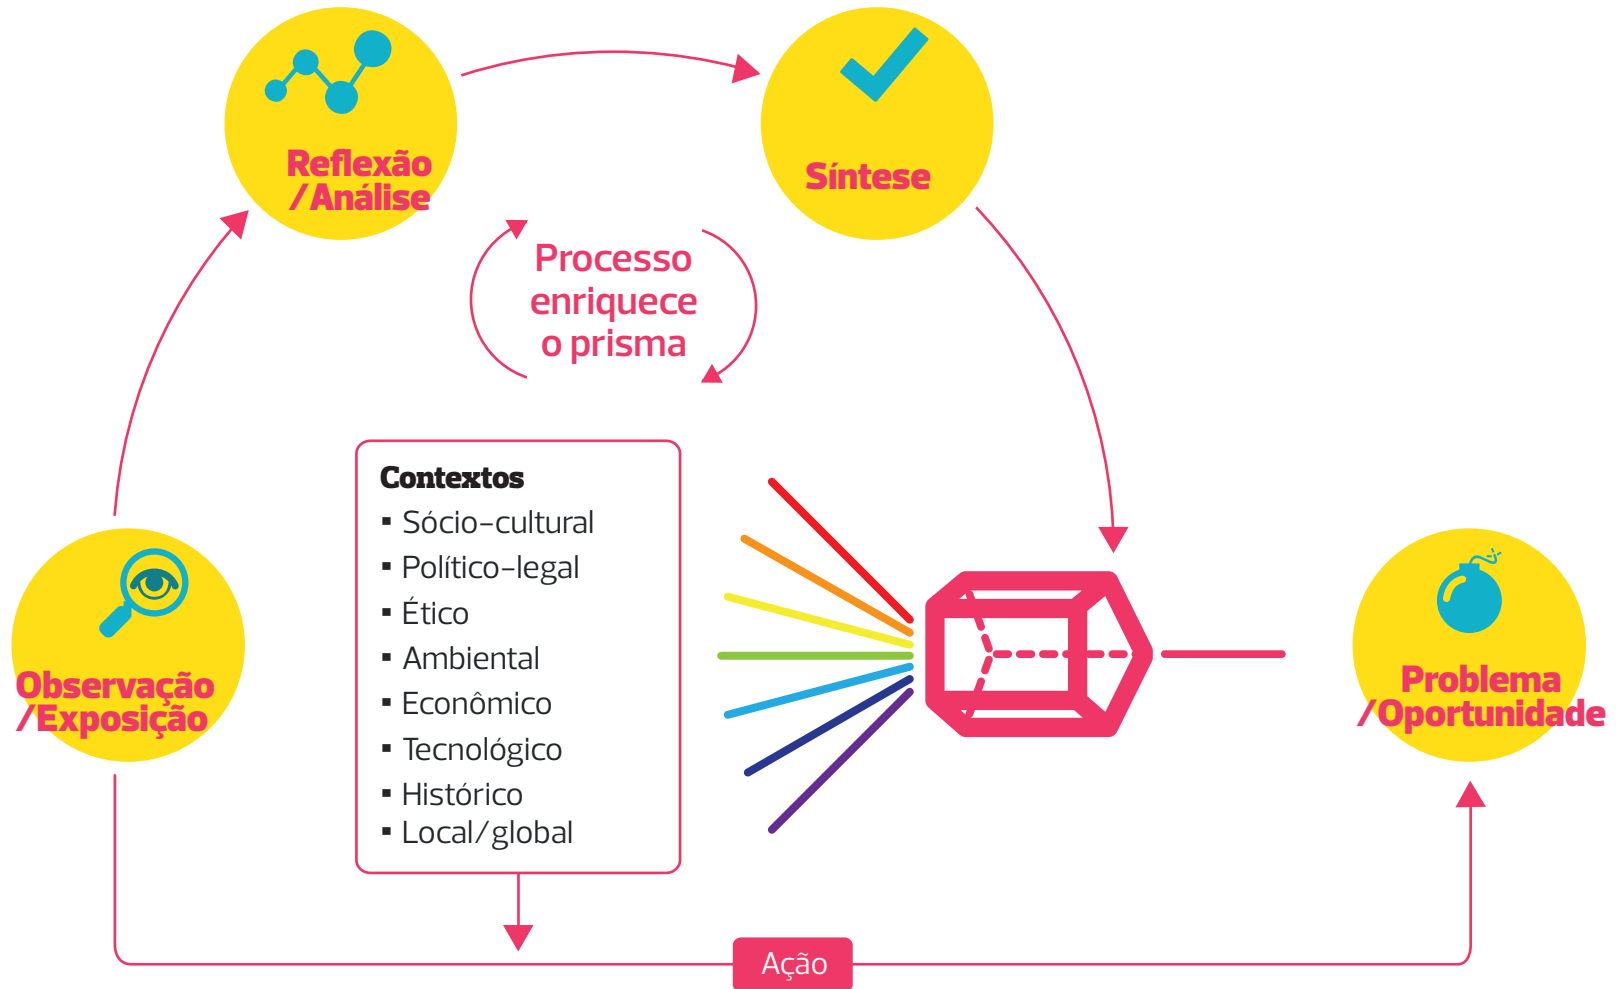 Reflexão
/Análise
Síntese
Processo
enriquece
o prisma
Contextos
▪ Sócio-cultural
▪ Político-legal
▪ Ético
▪ Ambiental
▪ Econômico
▪ Tecnológico
▪ Histórico
▪ Local/global
Observação
/Exposição
Problema
/Oportunidade
Ação